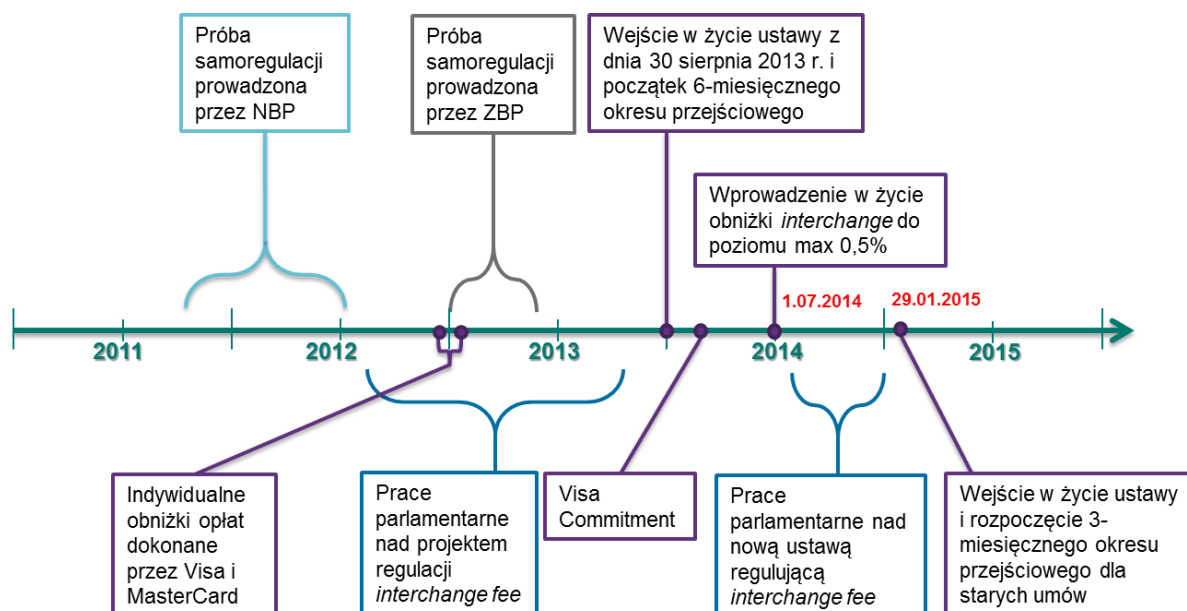 Próba
samoregulacji
prowadzona
przez NBP
Próba
samoregulacji
prowadzona
przez ZBP
Wejście w życie ustawy z
dnia 30 sierpnia 2013 r. i
początek 6-miesięcznego
okresu przejściowego
Wprowadzenie w życie
obniżki interchange do
poziomu max 0,5%
1.07.2014
29.01.2015
2011
2012
2013
2014
2015
Indywidualne
obniżki opłat
dokonane
przez Visa i
MasterCard
Prace
parlamentarne
nad projektem
regulacji
interchange fee
Visa
Commitment
Prace
parlamentarne nad
nową ustawą
regulującą
interchange fee
Wejście w życie ustawy
i rozpoczęcie 3-
miesięcznego okresu
przejściowego dla
starych umów